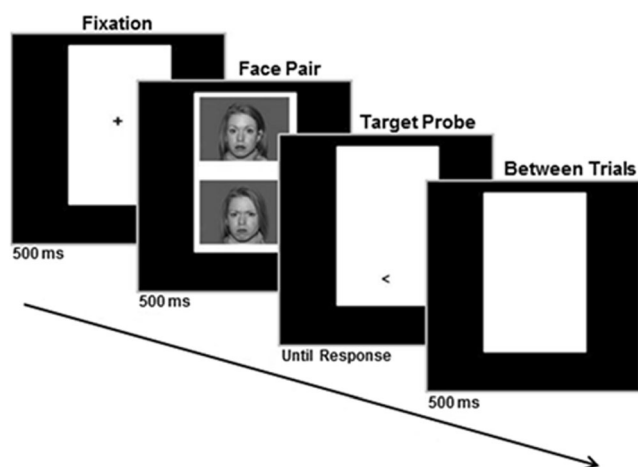 Fixation
+
500 ms
Face Pair
500 ms
Target Probe
<
Until Response
Between Trials
500 ms